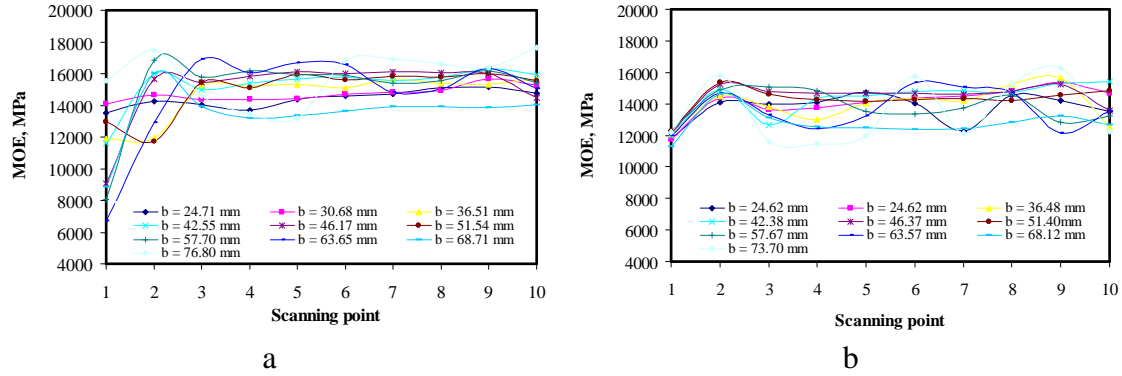 20000
18000
16000
14000
12000
10000
8000
6000
4000
MOE, MPa
b = 24.71 mm
b = 30.68 mm
b = 36.51 mm
b = 42.55 mm
b = 46.17 mm
b = 51.54 mm
b = 57.70 mm
b = 63.65 mm
b = 68.71 mm
b = 76.80 mm
1 2 3 4 5 6 7 8 9 10
Scanning point
a
20000
18000
16000
14000
12000
10000
8000
6000
4000
MOE, MPa
b = 24.62 mm
b = 24.62 mm
b = 36.48 mm
b = 42.38 mm
b = 46.37 mm
b = 51.40mm
b = 57.67 mm
b = 63.57 mm
b = 68.12 mm
b = 73.70 mm
1 2 3 4 5 6 7 8 9 10
Scanning point
b